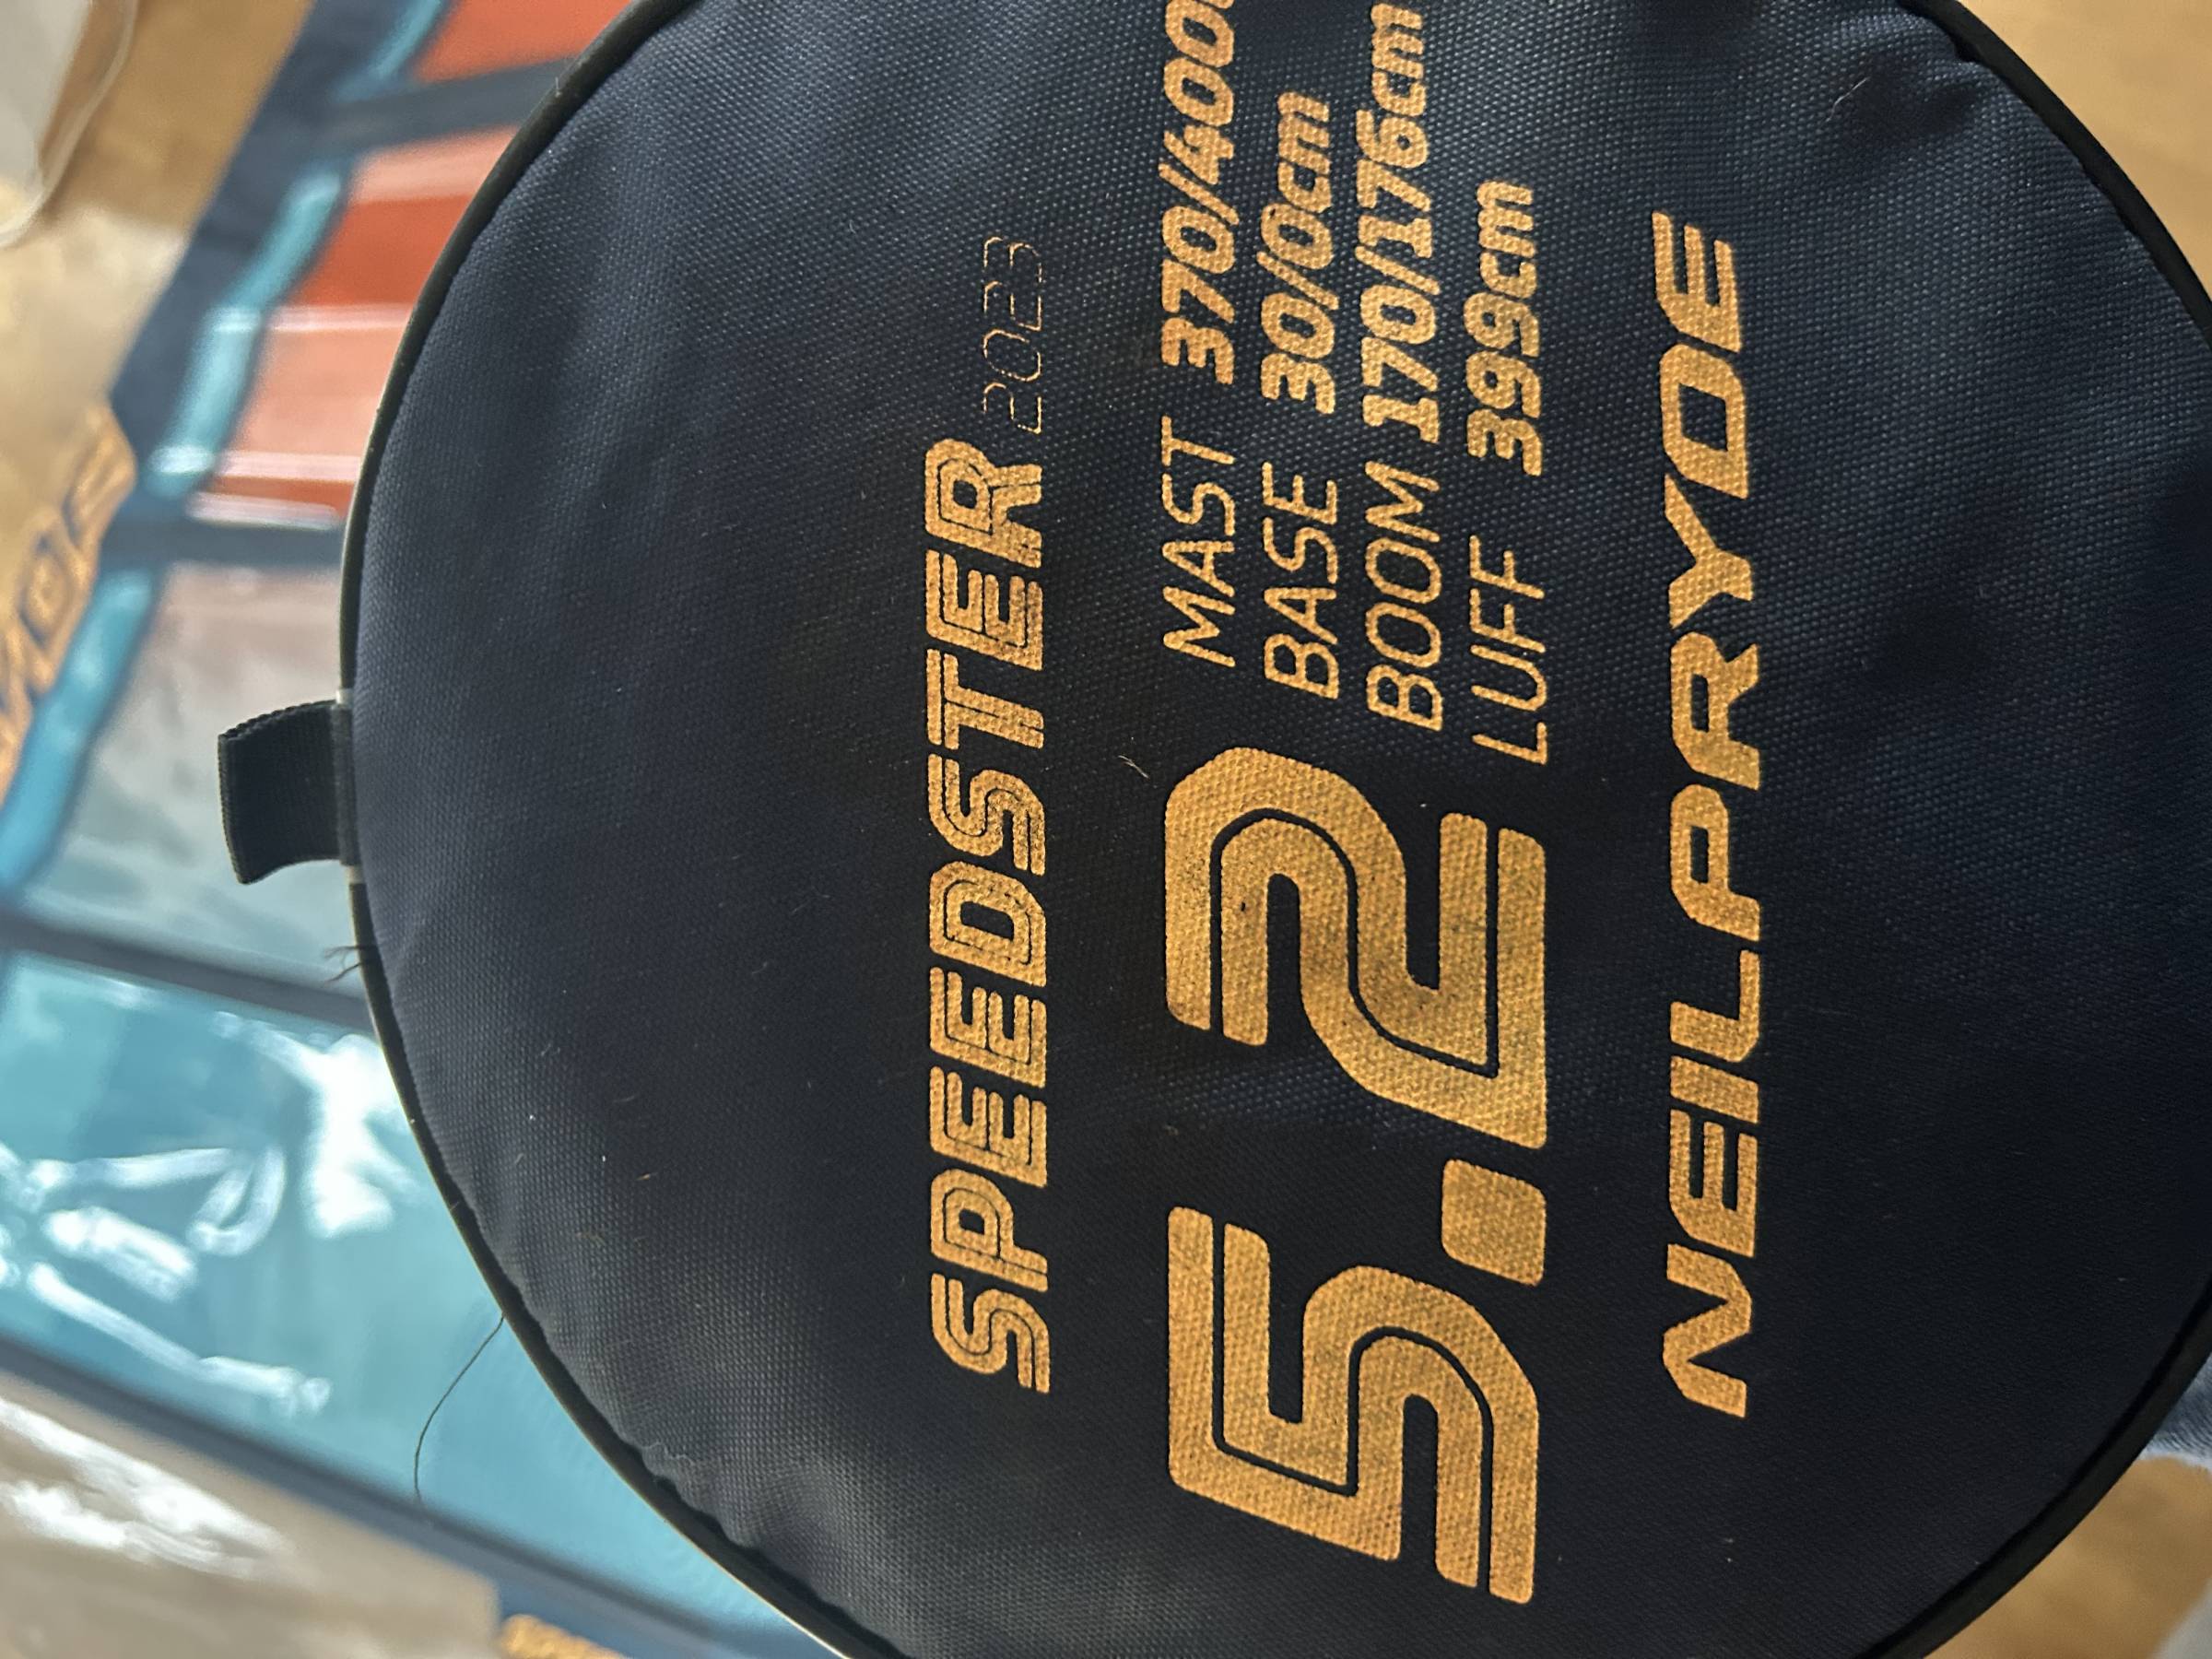 SPEEDSTER 2023
5.2
MAST 370/400
BASE 30/0cm
BOOM 170/176cm
LUFF 399cm
NEILPRYDE